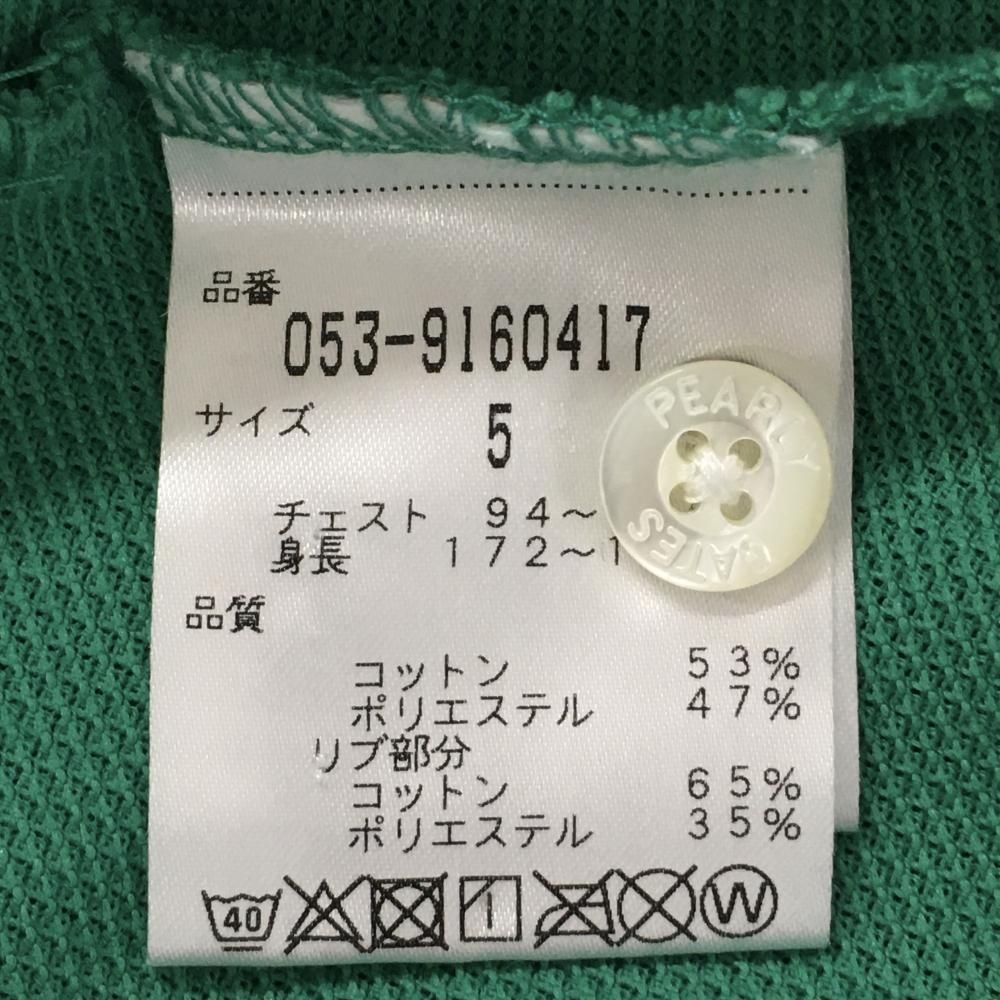 品番
053-9160417
サイズ 5
チェスト 94〜
身長 172〜1
品質
コットン 53%
ポリエステル 47%
リブ部分
コットン 65%
ポリエステル 35%
40
W
PEARLY
GATES